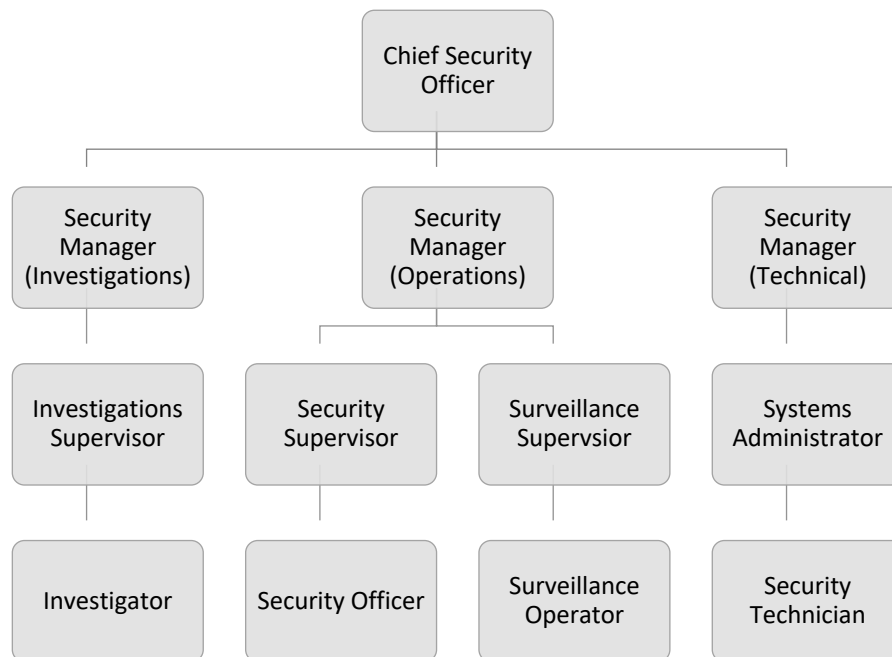 Chief Security
Officer
Security
Manager
(Investigations)
Security
Manager
(Operations)
Security
Manager
(Technical)
Investigations
Supervisor
Security
Supervisor
Surveillance
Supervsior
Systems
Administrator
Investigator
Security Officer
Surveillance
Operator
Security
Technician